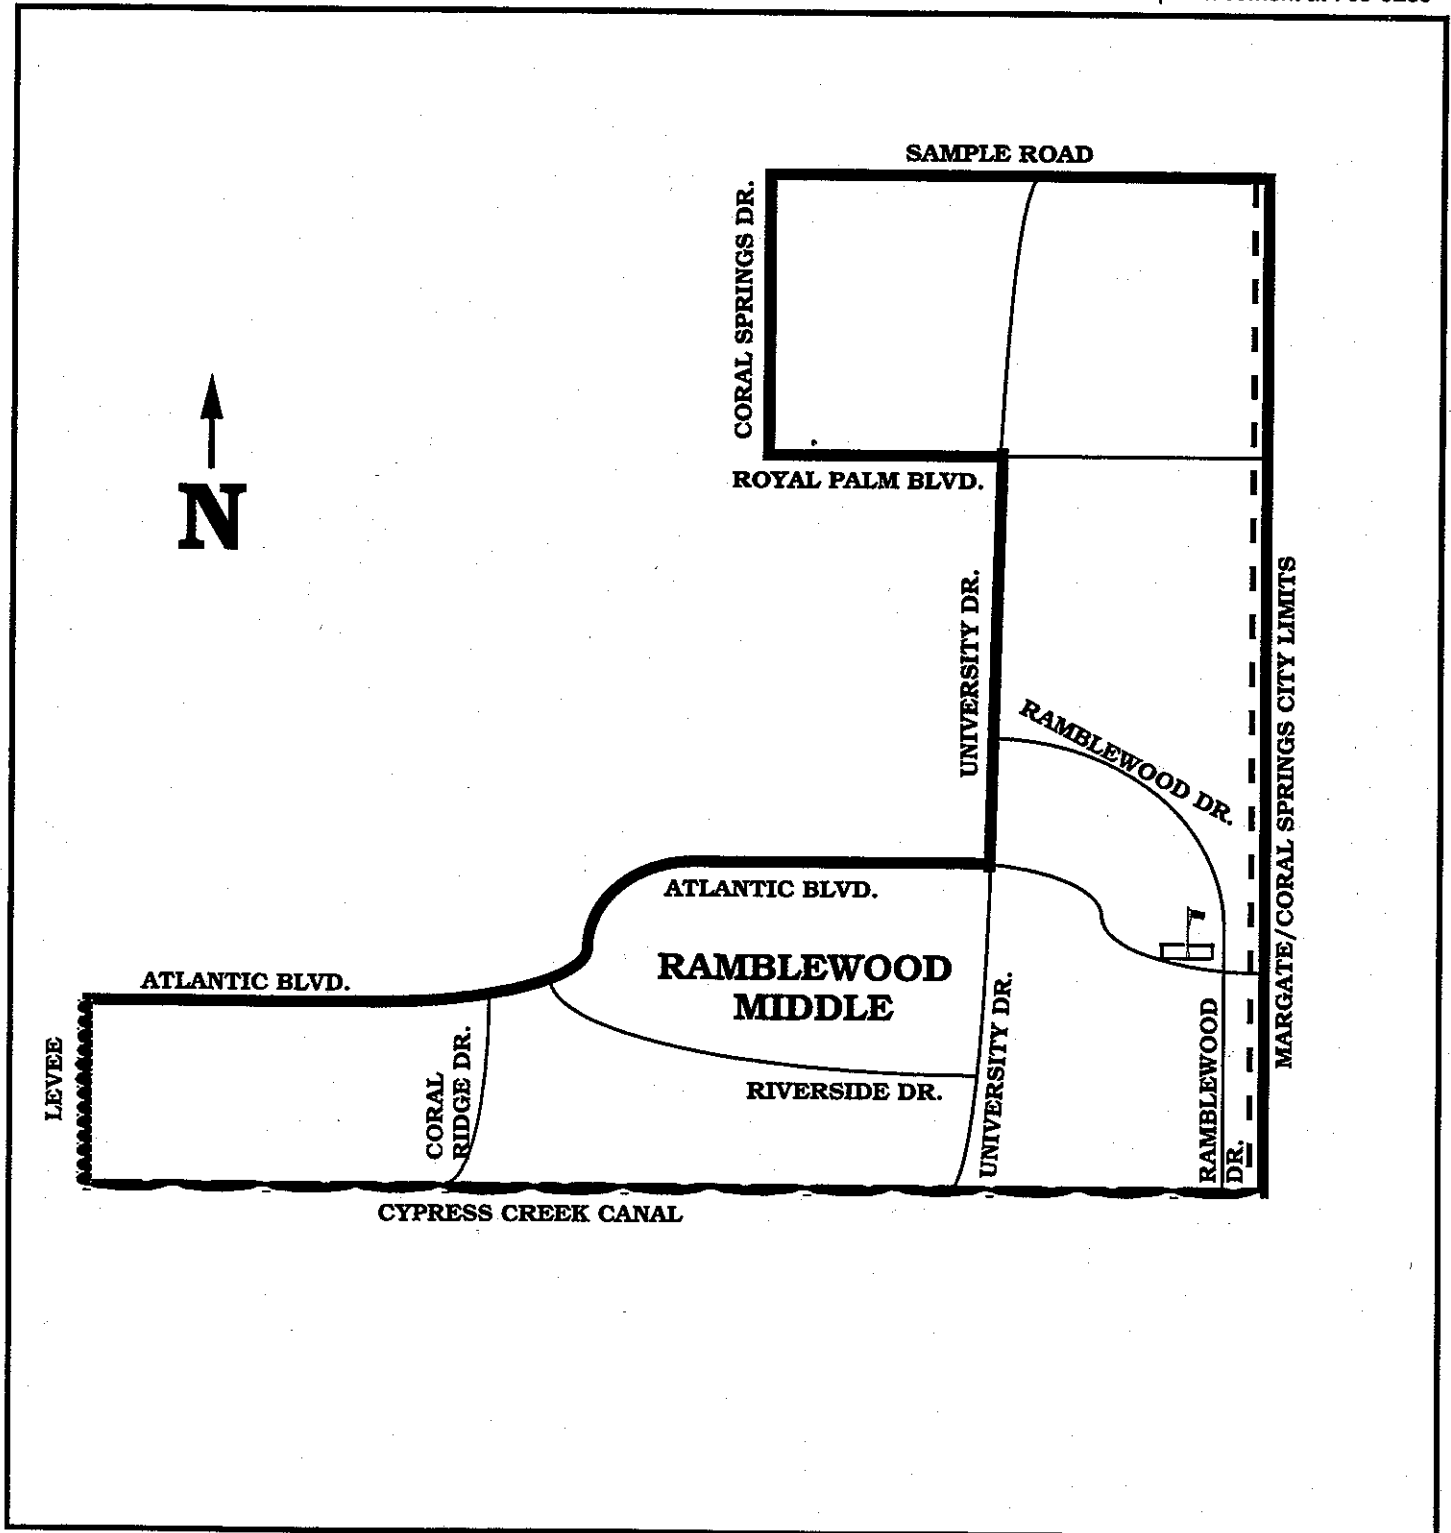 SAMPLE ROAD
CORAL SPRINGS DR.
N
ROYAL PALM BLVD.
UNIVERSITY DR.
RAMBLEWOOD DR.
MARGATE/CORAL SPRINGS CITY LIMITS
ATLANTIC BLVD.
RAMBLEWOOD
MIDDLE
ATLANTIC BLVD.
LEVEE
CORAL
RIDGE DR.
RIVERSIDE DR.
UNIVERSITY DR.
RAMBLEWOOD
DR.
CYPRESS CREEK CANAL